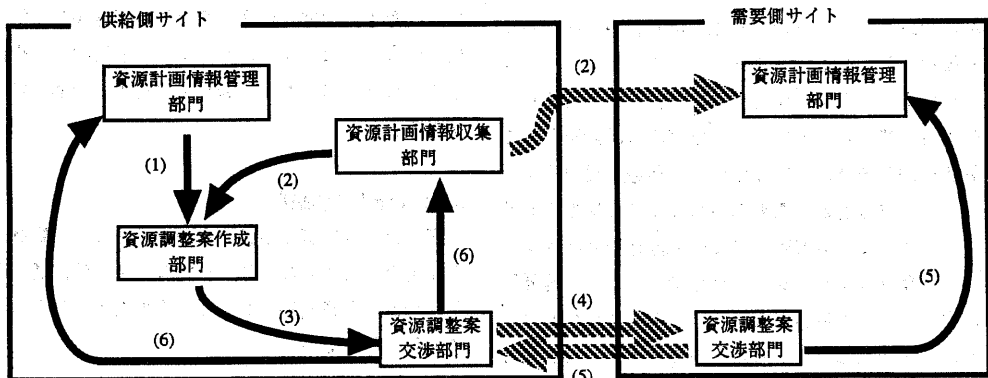 供給側サイト
需要側サイト
資源計画情報管理
部門
(2)
資源計画情報管理
部門
資源計画情報収集
部門
(1)
(2)
資源調整案作成
部門
(6)
(5)
(3)
(4)
資源調整案
交渉部門
資源調整案
交渉部門
(6)
(5)